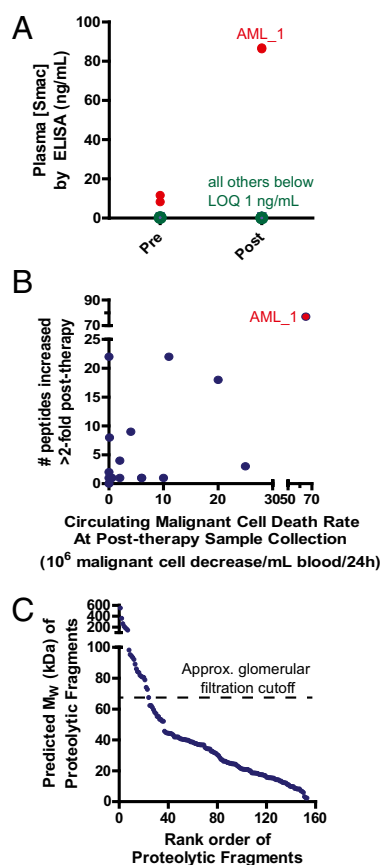 A
Plasma [Smac]
by ELISA (ng/mL)
100
80
60
40
20
0
AML_1
all others below
LOQ 1 ng/mL
Pre
Post
B
# peptides increased
>2-fold post-therapy
90
70
25
20
15
10
5
0
AML_1
0 10 20 30 50 70
Circulating Malignant Cell Death Rate
At Post-therapy Sample Collection
(10⁶ malignant cell decrease/mL blood/24h)
C
Predicted Mw (kDa) of
Proteolytic Fragments
600
400
200
100
80
60
40
20
0
Approx. glomerular
filtration cutoff
0 40 80 120 160
Rank order of
Proteolytic Fragments